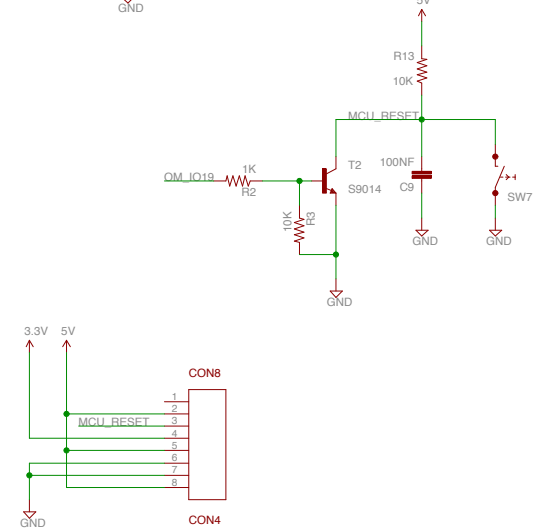 GND
5V
R13
10K
MCU_RESET
1K
OM_IO19
R2
T2
S9014
100NF
C9
SW7
10K
R3
GND
GND
GND
3.3V 5V
CON8
1
2
MCU_RESET
3
4
5
6
7
8
GND
CON4